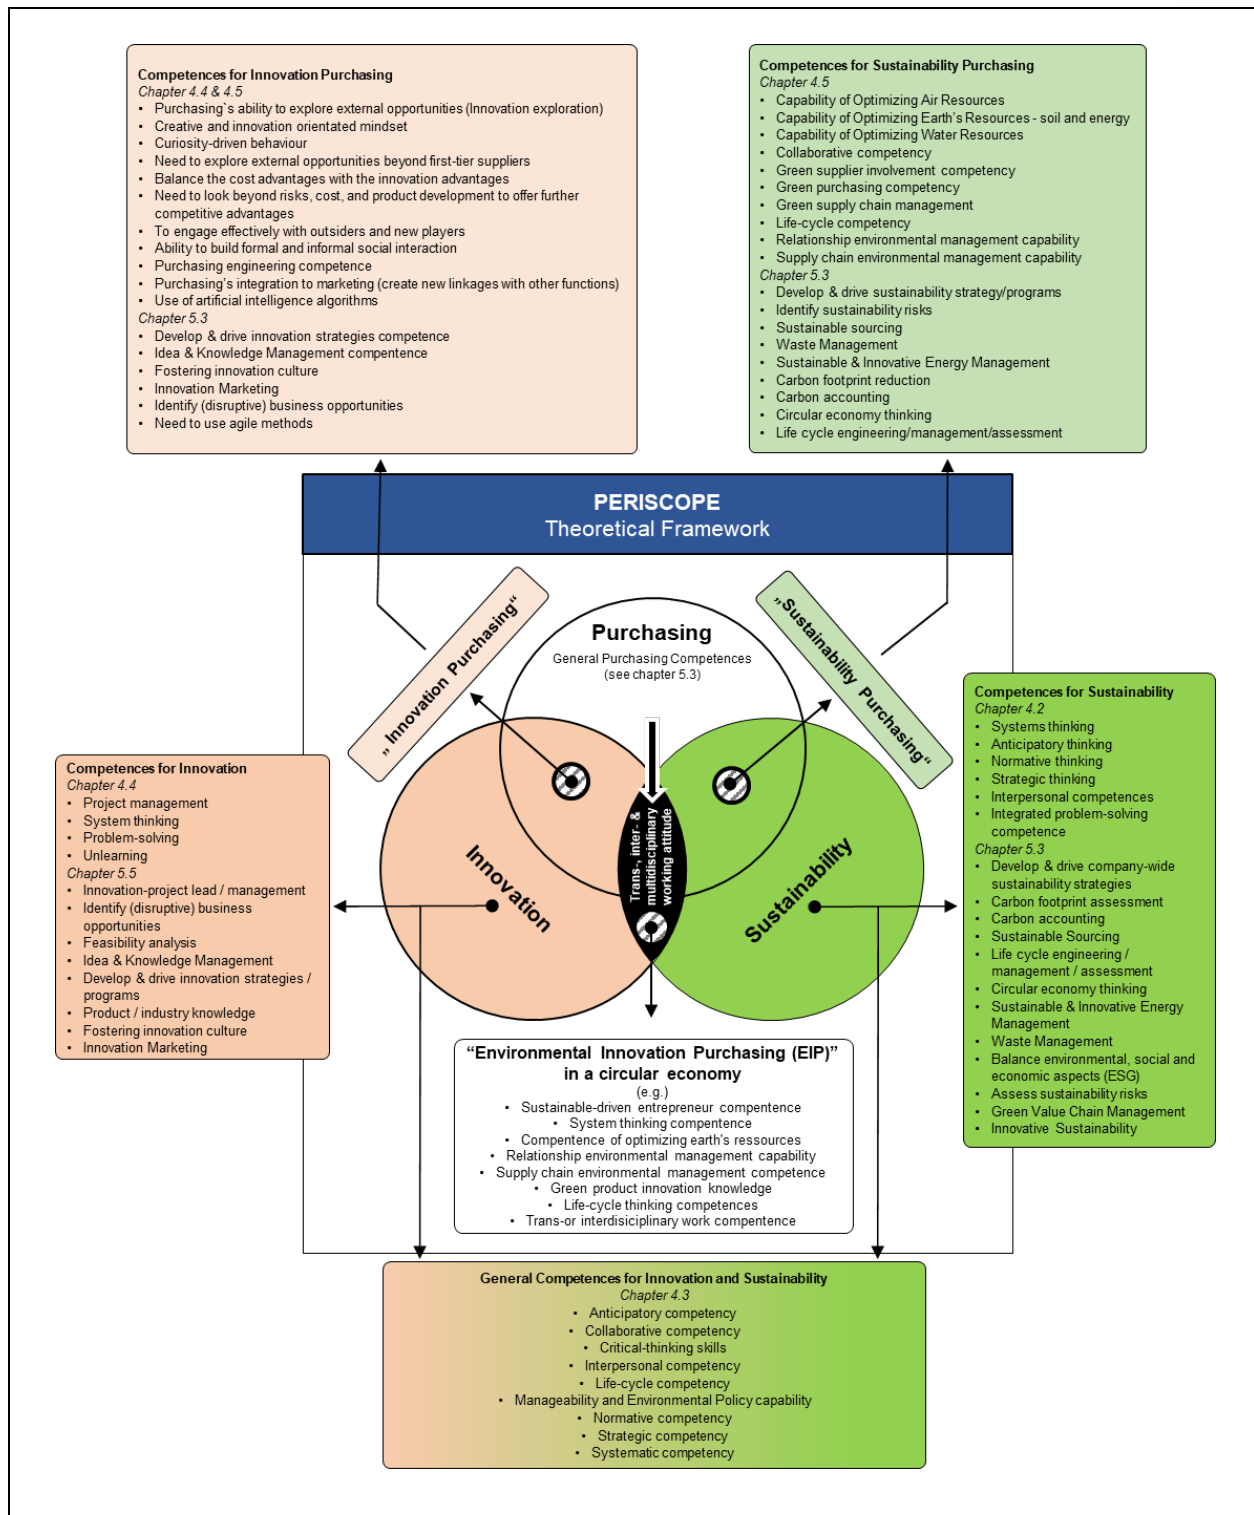 Competences for Innovation Purchasing
Chapter 4.4 & 4.5
• Purchasing`s ability to explore external opportunities (Innovation exploration)
• Creative and innovation orientated mindset
• Curiosity-driven behaviour
• Need to explore external opportunities beyond first-tier suppliers
• Balance the cost advantages with the innovation advantages
• Need to look beyond risks, cost, and product development to offer further
competitive advantages
• To engage effectively with outsiders and new players
• Ability to build formal and informal social interaction
• Purchasing engineering competence
• Purchasing's integration to marketing (create new linkages with other functions)
• Use of artificial intelligence algorithms
Chapter 5.3
• Develop & drive innovation strategies competence
• Idea & Knowledge Management compentence
• Fostering innovation culture
• Innovation Marketing
• Identify (disruptive) business opportunities
• Need to use agile methods
Competences for Sustainability Purchasing
Chapter 4.5
• Capability of Optimizing Air Resources
• Capability of Optimizing Earth's Resources - soil and energy
• Capability of Optimizing Water Resources
• Collaborative competency
• Green supplier involvement competency
• Green purchasing competency
• Green supply chain management
• Life-cycle competency
• Relationship environmental management capability
• Supply chain environmental management capability
Chapter 5.3
• Develop & drive sustainability strategy/programs
• Identify sustainability risks
• Sustainable sourcing
• Waste Management
• Sustainable & Innovative Energy Management
• Carbon footprint reduction
• Carbon accounting
• Circular economy thinking
• Life cycle engineering/management/assessment
PERISCOPE
Theoretical Framework
„Innovation Purchasing“
„Sustainability Purchasing“
Purchasing
General Purchasing Competences
(see chapter 5.3)
Innovation
Trans-, inter- &
multidisciplinary
working attitude
Sustainability
Competences for Innovation
Chapter 4.4
• Project management
• System thinking
• Problem-solving
• Unlearning
Chapter 5.5
• Innovation-project lead / management
• Identify (disruptive) business
opportunities
• Feasibility analysis
• Idea & Knowledge Management
• Develop & drive innovation strategies /
programs
• Product / industry knowledge
• Fostering innovation culture
• Innovation Marketing
Competences for Sustainability
Chapter 4.2
• Systems thinking
• Anticipatory thinking
• Normative thinking
• Strategic thinking
• Interpersonal competences
• Integrated problem-solving
competence
Chapter 5.3
• Develop & drive company-wide
sustainability strategies
• Carbon footprint assessment
• Carbon accounting
• Sustainable Sourcing
• Life cycle engineering /
management / assessment
• Circular economy thinking
• Sustainable & Innovative Energy
Management
• Waste Management
• Balance environmental, social and
economic aspects (ESG)
• Assess sustainability risks
• Green Value Chain Management
• Innovative Sustainability
“Environmental Innovation Purchasing (EIP)”
in a circular economy
(e.g.)
• Sustainable-driven entrepreneur compentence
• System thinking compentence
• Compentence of optimizing earth's ressources
• Relationship environmental management capability
• Supply chain environmental management competence
• Green product innovation knowledge
• Life-cycle thinking competences
• Trans-or interdisiciplinary work compentence
General Competences for Innovation and Sustainability
Chapter 4.3
• Anticipatory competency
• Collaborative competency
• Critical-thinking skills
• Interpersonal competency
• Life-cycle competency
• Manageability and Environmental Policy capability
• Normative competency
• Strategic competency
• Systematic competency